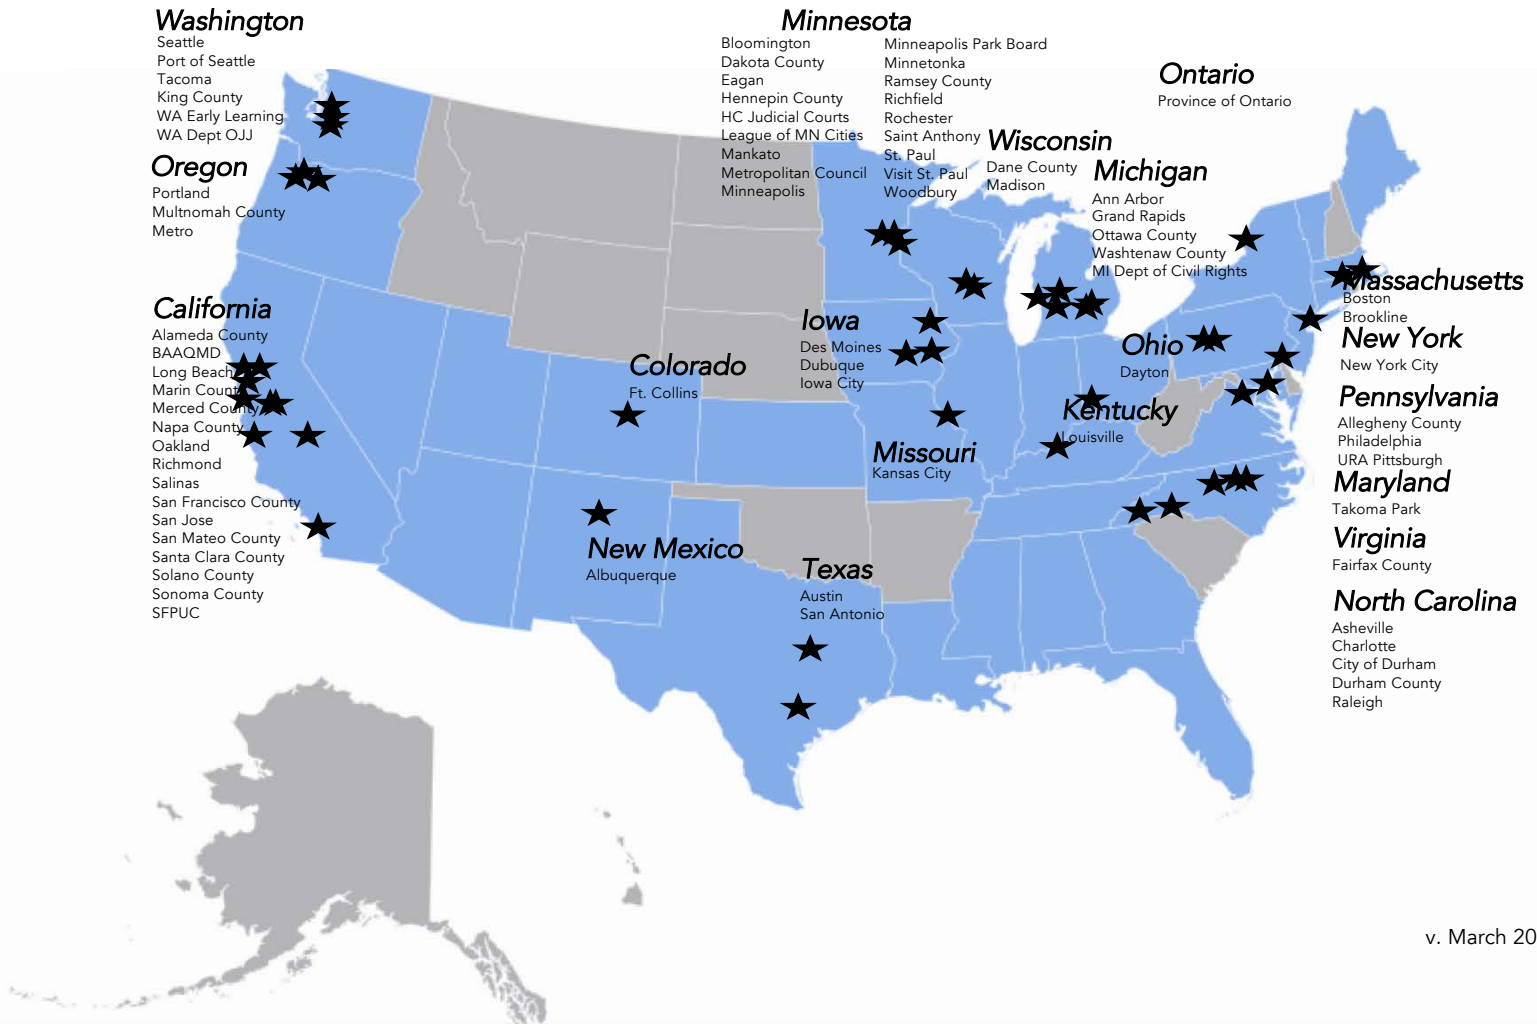 Washington
Seattle
Port of Seattle
Tacoma
King County
WA Early Learning
WA Dept OJJ
Oregon
Portland
Multnomah County
Metro
California
Alameda County
BAAQMD
Long Beach
Marin County
Merced County
Napa County
Oakland
Richmond
Salinas
San Francisco County
San Jose
San Mateo County
Santa Clara County
Solano County
Sonoma County
SFPUC
Colorado
Ft. Collins
New Mexico
Albuquerque
Minnesota
Bloomington
Dakota County
Eagan
Hennepin County
HC Judicial Courts
League of MN Cities
Mankato
Metropolitan Council
Minneapolis
Minneapolis Park Board
Minnetonka
Ramsey County
Richfield
Rochester
Saint Anthony
St. Paul
Visit St. Paul
Woodbury
Iowa
Des Moines
Dubuque
Iowa City
Missouri
Kansas City
Texas
Austin
San Antonio
Wisconsin
Dane County
Madison
Michigan
Ann Arbor
Grand Rapids
Ottawa County
Washtenaw County
MI Dept of Civil Rights
Ohio
Dayton
Kentucky
Louisville
Ontario
Province of Ontario
Massachusetts
Boston
Brookline
New York
New York City
Pennsylvania
Allegheny County
Philadelphia
URA Pittsburgh
Maryland
Takoma Park
Virginia
Fairfax County
North Carolina
Asheville
Charlotte
City of Durham
Durham County
Raleigh
v. March 20